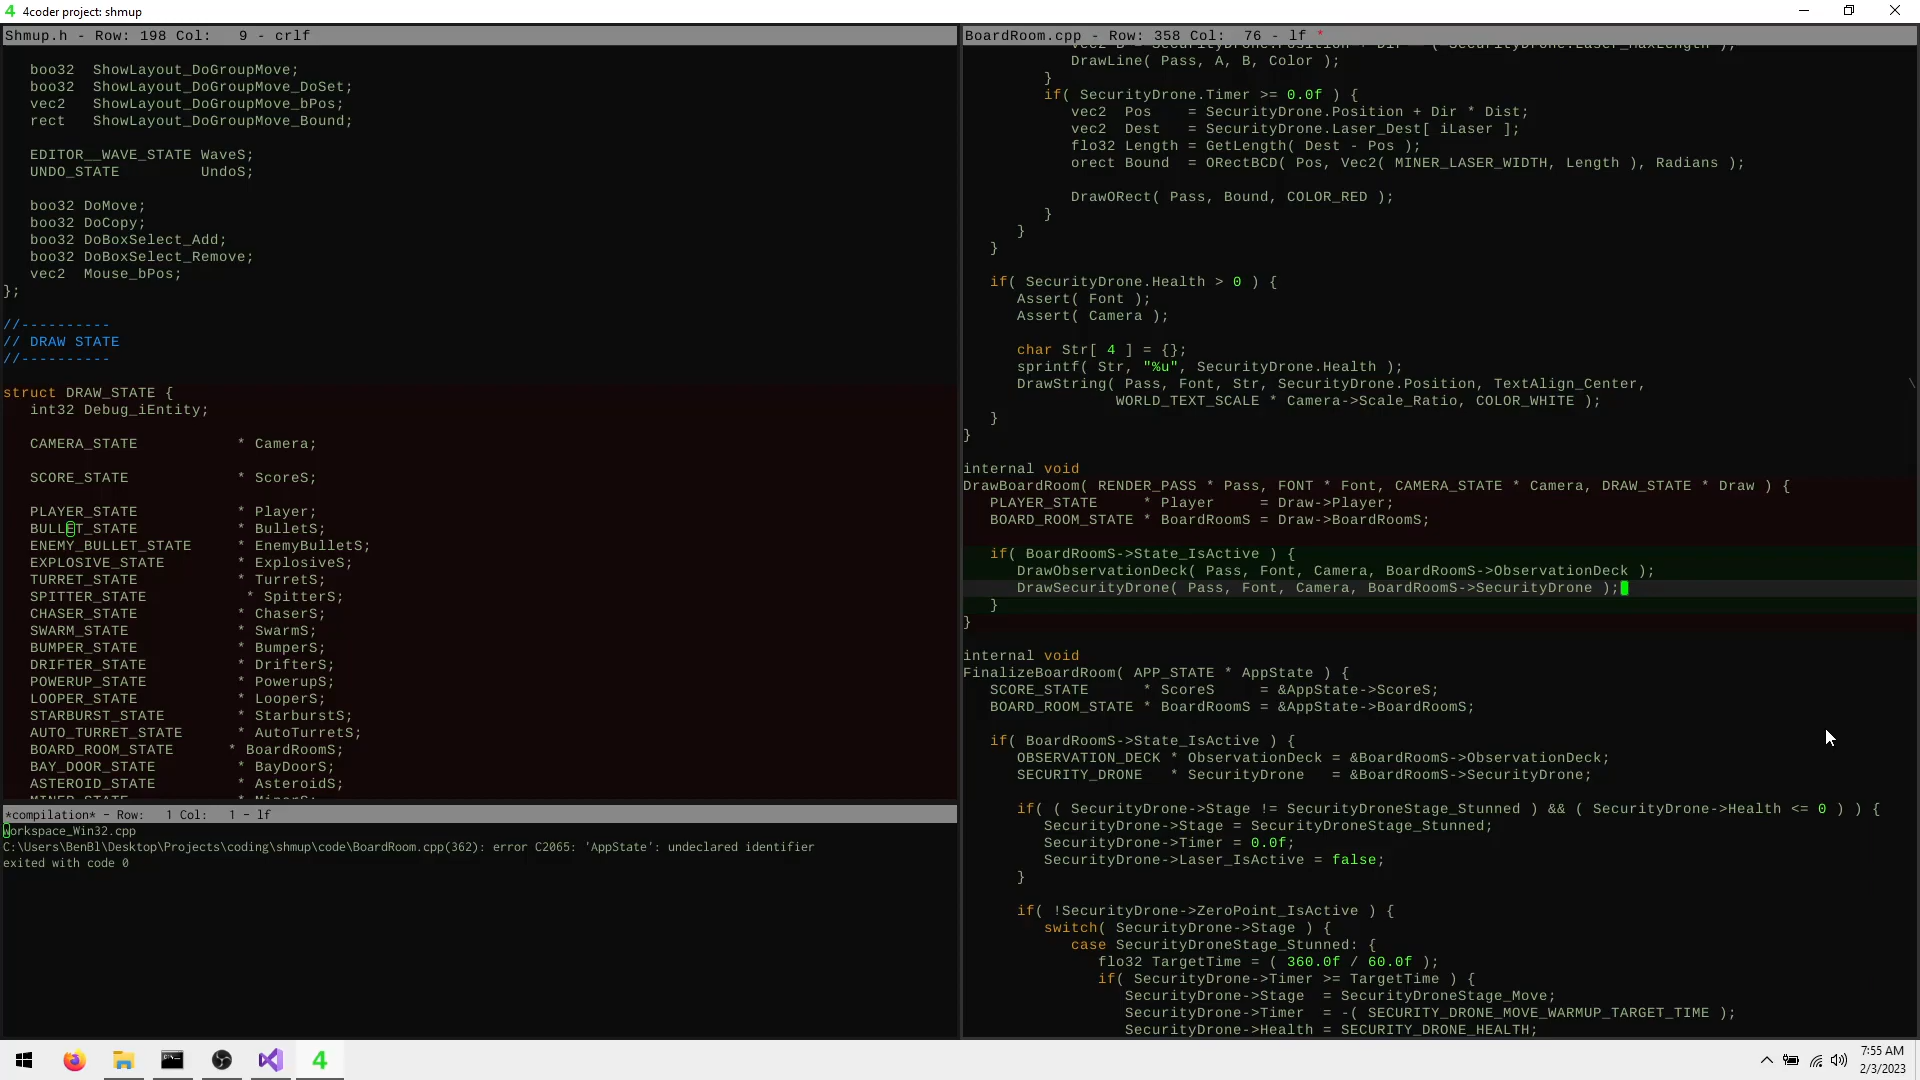 4coder project: shmup
Shmup.h - Row: 198 Col:   9 - crlf
boo32  ShowLayout_DoGroupMove;
boo32  ShowLayout_DoGroupMove_DoSet;
vec2   ShowLayout_DoGroupMove_bPos;
rect   ShowLayout_DoGroupMove_Bound;
EDITOR__WAVE_STATE WaveS;
UNDO_STATE         UndoS;
boo32 DoMove;
boo32 DoCopy;
boo32 DoBoxSelect_Add;
boo32 DoBoxSelect_Remove;
vec2  Mouse_bPos;
};
//----------
// DRAW STATE
//----------
struct DRAW_STATE {
int32 Debug_iEntity;
CAMERA_STATE           * Camera;
SCORE_STATE            * ScoreS;
PLAYER_STATE           * Player;
BULLET_STATE           * BulletS;
ENEMY_BULLET_STATE     * EnemyBulletS;
EXPLOSIVE_STATE        * ExplosiveS;
TURRET_STATE           * TurretS;
SPITTER_STATE           * SpitterS;
CHASER_STATE           * ChaserS;
SWARM_STATE            * SwarmS;
BUMPER_STATE           * BumperS;
DRIFTER_STATE          * DrifterS;
POWERUP_STATE          * PowerupS;
LOOPER_STATE           * LooperS;
STARBURST_STATE        * StarburstS;
AUTO_TURRET_STATE      * AutoTurretS;
BOARD_ROOM_STATE      * BoardRoomS;
BAY_DOOR_STATE         * BayDoorS;
ASTEROID_STATE         * AsteroidS;
MINER_STATE            * MinerS;
*compilation* - Row:   1 Col:   1 - lf
Workspace_Win32.cpp
C:\Users\BenBl\Desktop\Projects\coding\shmup\code\BoardRoom.cpp(362): error C2065: 'AppState': undeclared identifier
exited with code 0
BoardRoom.cpp - Row: 358 Col:  76 - lf *
vec2 B = SecurityDrone.Position + Dir * ( SecurityDrone.Laser_MaxLength );
DrawLine( Pass, A, B, Color );
}
if( SecurityDrone.Timer >= 0.0f ) {
vec2  Pos    = SecurityDrone.Position + Dir * Dist;
vec2  Dest   = SecurityDrone.Laser_Dest[ iLaser ];
flo32 Length = GetLength( Dest - Pos );
orect Bound  = ORectBCD( Pos, Vec2( MINER_LASER_WIDTH, Length ), Radians );
DrawORect( Pass, Bound, COLOR_RED );
}
}
}
if( SecurityDrone.Health > 0 ) {
Assert( Font );
Assert( Camera );
char Str[ 4 ] = {};
sprintf( Str, "%u", SecurityDrone.Health );
DrawString( Pass, Font, Str, SecurityDrone.Position, TextAlign_Center, \
WORLD_TEXT_SCALE * Camera->Scale_Ratio, COLOR_WHITE );
}
}
internal void
DrawBoardRoom( RENDER_PASS * Pass, FONT * Font, CAMERA_STATE * Camera, DRAW_STATE * Draw ) {
PLAYER_STATE     * Player     = Draw->Player;
BOARD_ROOM_STATE * BoardRoomS = Draw->BoardRoomS;
if( BoardRoomS->State_IsActive ) {
DrawObservationDeck( Pass, Font, Camera, BoardRoomS->ObservationDeck );
DrawSecurityDrone( Pass, Font, Camera, BoardRoomS->SecurityDrone );
}
}
internal void
FinalizeBoardRoom( APP_STATE * AppState ) {
SCORE_STATE      * ScoreS     = &AppState->ScoreS;
BOARD_ROOM_STATE * BoardRoomS = &AppState->BoardRoomS;
if( BoardRoomS->State_IsActive ) {
OBSERVATION_DECK * ObservationDeck = &BoardRoomS->ObservationDeck;
SECURITY_DRONE   * SecurityDrone   = &BoardRoomS->SecurityDrone;
if( ( SecurityDrone->Stage != SecurityDroneStage_Stunned ) && ( SecurityDrone->Health <= 0 ) ) {
SecurityDrone->Stage = SecurityDroneStage_Stunned;
SecurityDrone->Timer = 0.0f;
SecurityDrone->Laser_IsActive = false;
}
if( !SecurityDrone->ZeroPoint_IsActive ) {
switch( SecurityDrone->Stage ) {
case SecurityDroneStage_Stunned: {
flo32 TargetTime = ( 360.0f / 60.0f );
if( SecurityDrone->Timer >= TargetTime ) {
SecurityDrone->Stage  = SecurityDroneStage_Move;
SecurityDrone->Timer  = -( SECURITY_DRONE_MOVE_WARMUP_TARGET_TIME );
SecurityDrone->Health = SECURITY_DRONE_HEALTH;
7:55 AM
2/3/2023